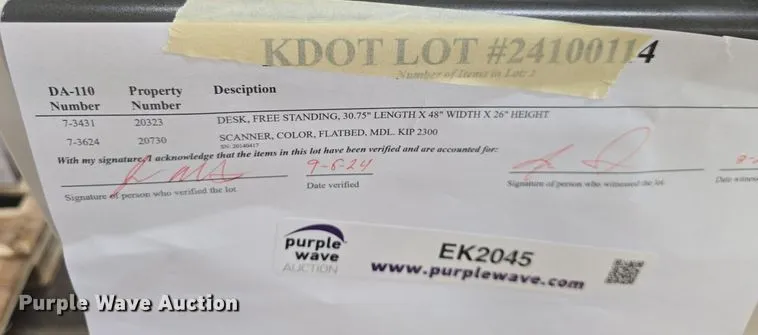 KDOT LOT #24100114
Number of Items in Lot: 2
DA-110 Number Property Number Desciption
7-3431 20323 DESK, FREE STANDING, 30.75" LENGTH X 48" WIDTH X 26" HEIGHT
7-3624 20730 SCANNER, COLOR, FLATBED, MDL. KIP 2300
SN: 20140417
With my signature, I acknowledge that the items in this lot have been verified and are accounted for:
9-6-24
Signature of person who verified the lot Date verified Signature of person who witnessed the lot Date
purple wave AUCTION
EK2045
www.purplewave.com
Purple Wave Auction